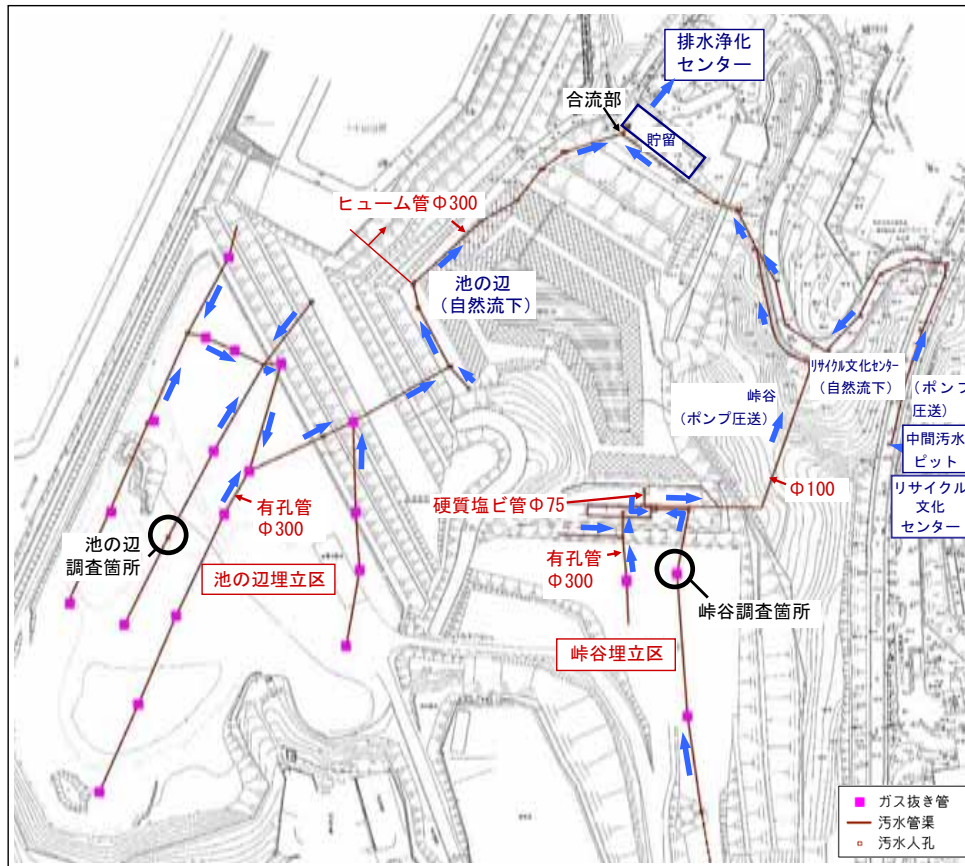 排水浄化
センター
合流部
貯留
ヒューム管Φ300
池の辺
（自然流下）
リサイクル文化センター
（自然流下）
峠谷
（ポンプ圧送）
（ポンプ
圧送）
中間汚水
ピット
リサイクル
文化
センター
Φ100
硬質塩ビ管Φ75
有孔管
Φ300
池の辺
調査箇所
池の辺埋立区
有孔管
Φ300
峠谷調査箇所
峠谷埋立区
ガス抜き管
汚水管渠
汚水人孔